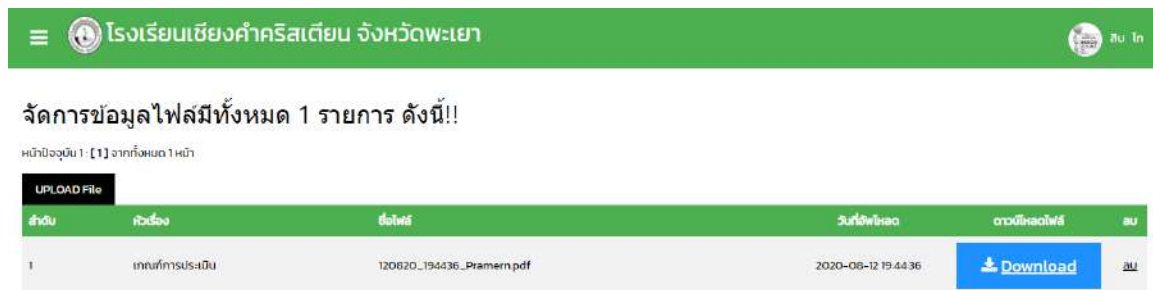 โรงเรียนเชียงคำคริสเตียน จังหวัดพะเยา
สิบ โท
จัดการข้อมูลไฟล์มีทั้งหมด 1 รายการ ดังนี้!!
หน้าปัจจุบัน 1 : [1] จากทั้งหมด 1 หน้า
UPLOAD File
ลำดับ หัวเรื่อง ชื่อไฟล์ วันที่อัพโหลด ดาวน์โหลดไฟล์ ลบ
1 เกณฑ์การประเมิน 120820_194436_Pramern.pdf 2020-08-12 19:44:36 Download ลบ